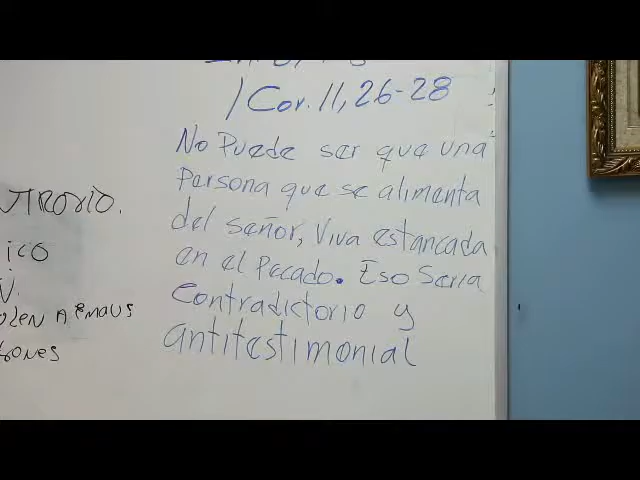 1 Cor. 11, 26-28
No Puede ser que una
Persona que se alimenta
del señor, Viva estancada
en el Pecado. Eso Seria
Contradictorio y
antitestimonial
ICO
A EMAUS